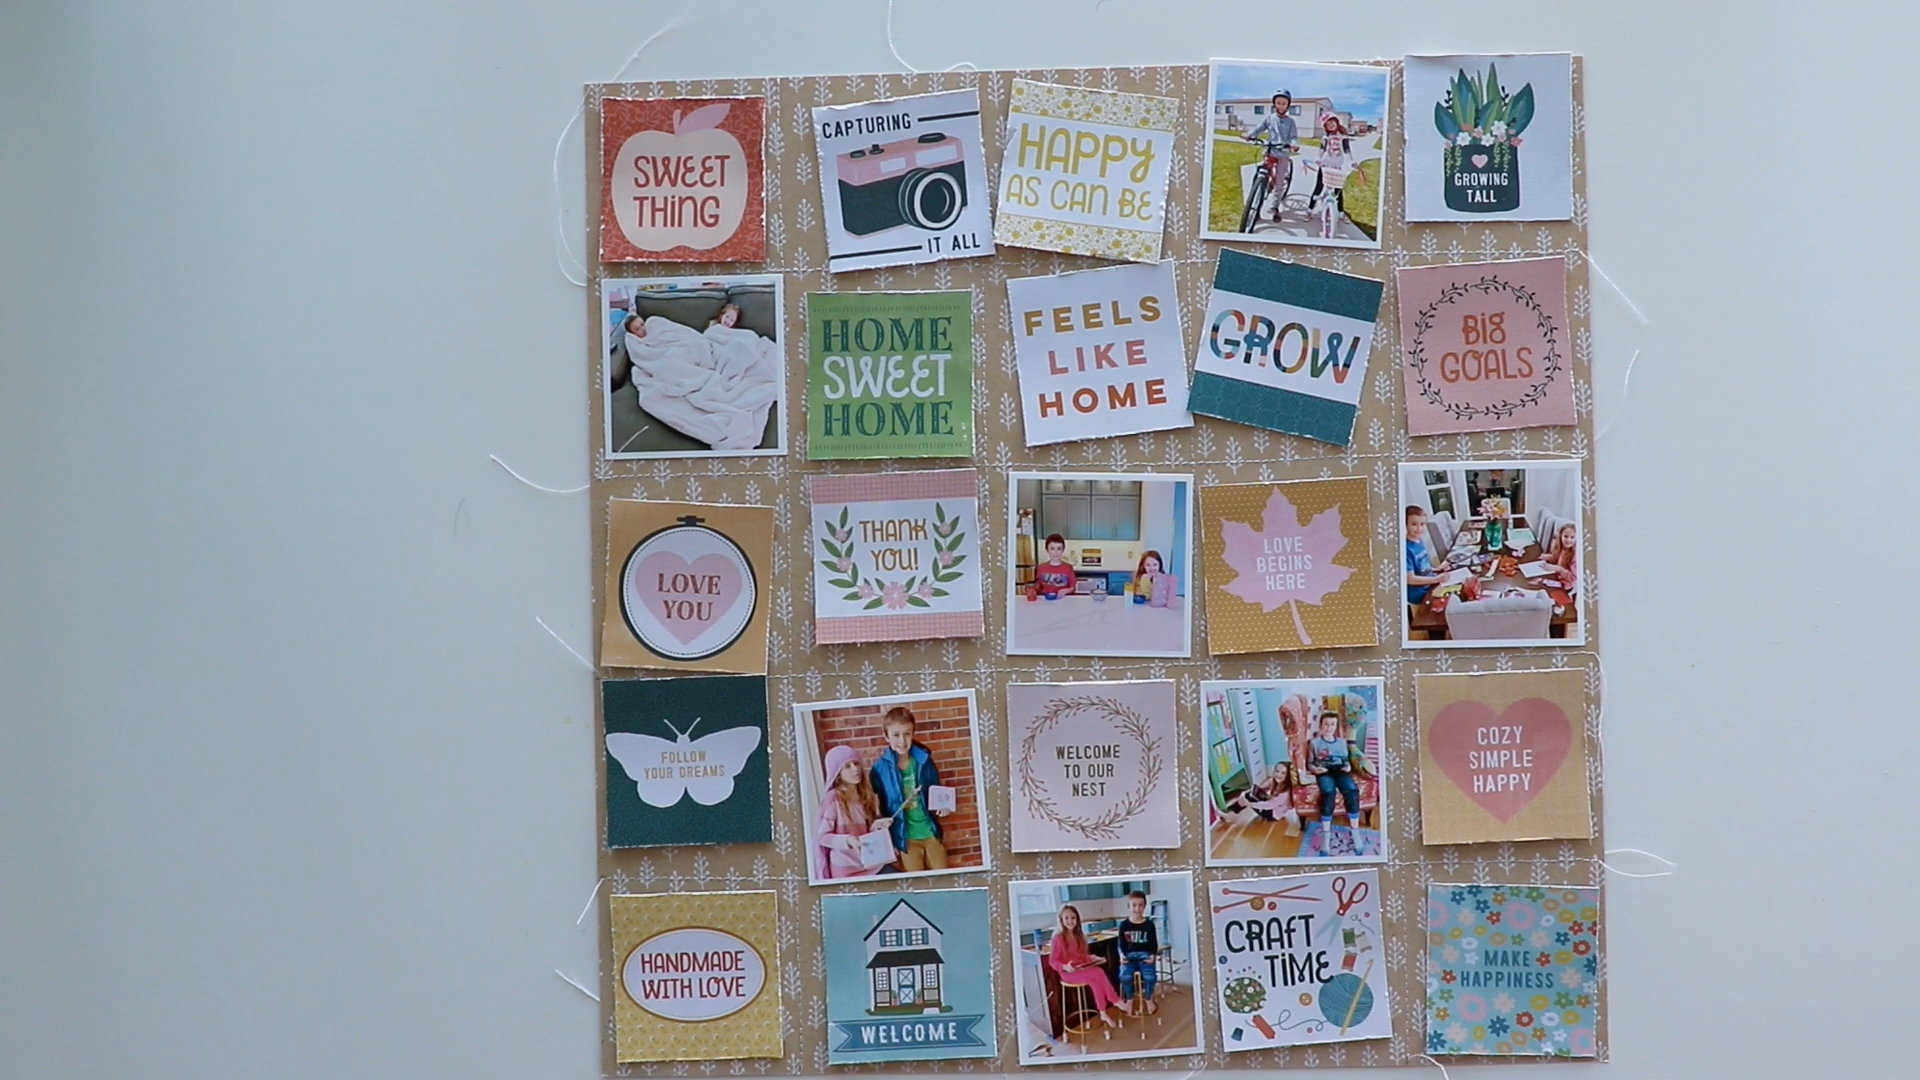 SWEET
THING
CAPTURING
IT ALL
HAPPY
AS CAN BE
GROWING
TALL
HOME
SWEET
HOME
FEELS
LIKE
HOME
GROW
BIG
GOALS
LOVE
YOU
THANK
YOU!
LOVE
BEGINS
HERE
FOLLOW
YOUR DREAMS
WELCOME
TO OUR
NEST
COZY
SIMPLE
HAPPY
HANDMADE
WITH LOVE
WELCOME
CRAFT
TIME
MAKE
HAPPINESS